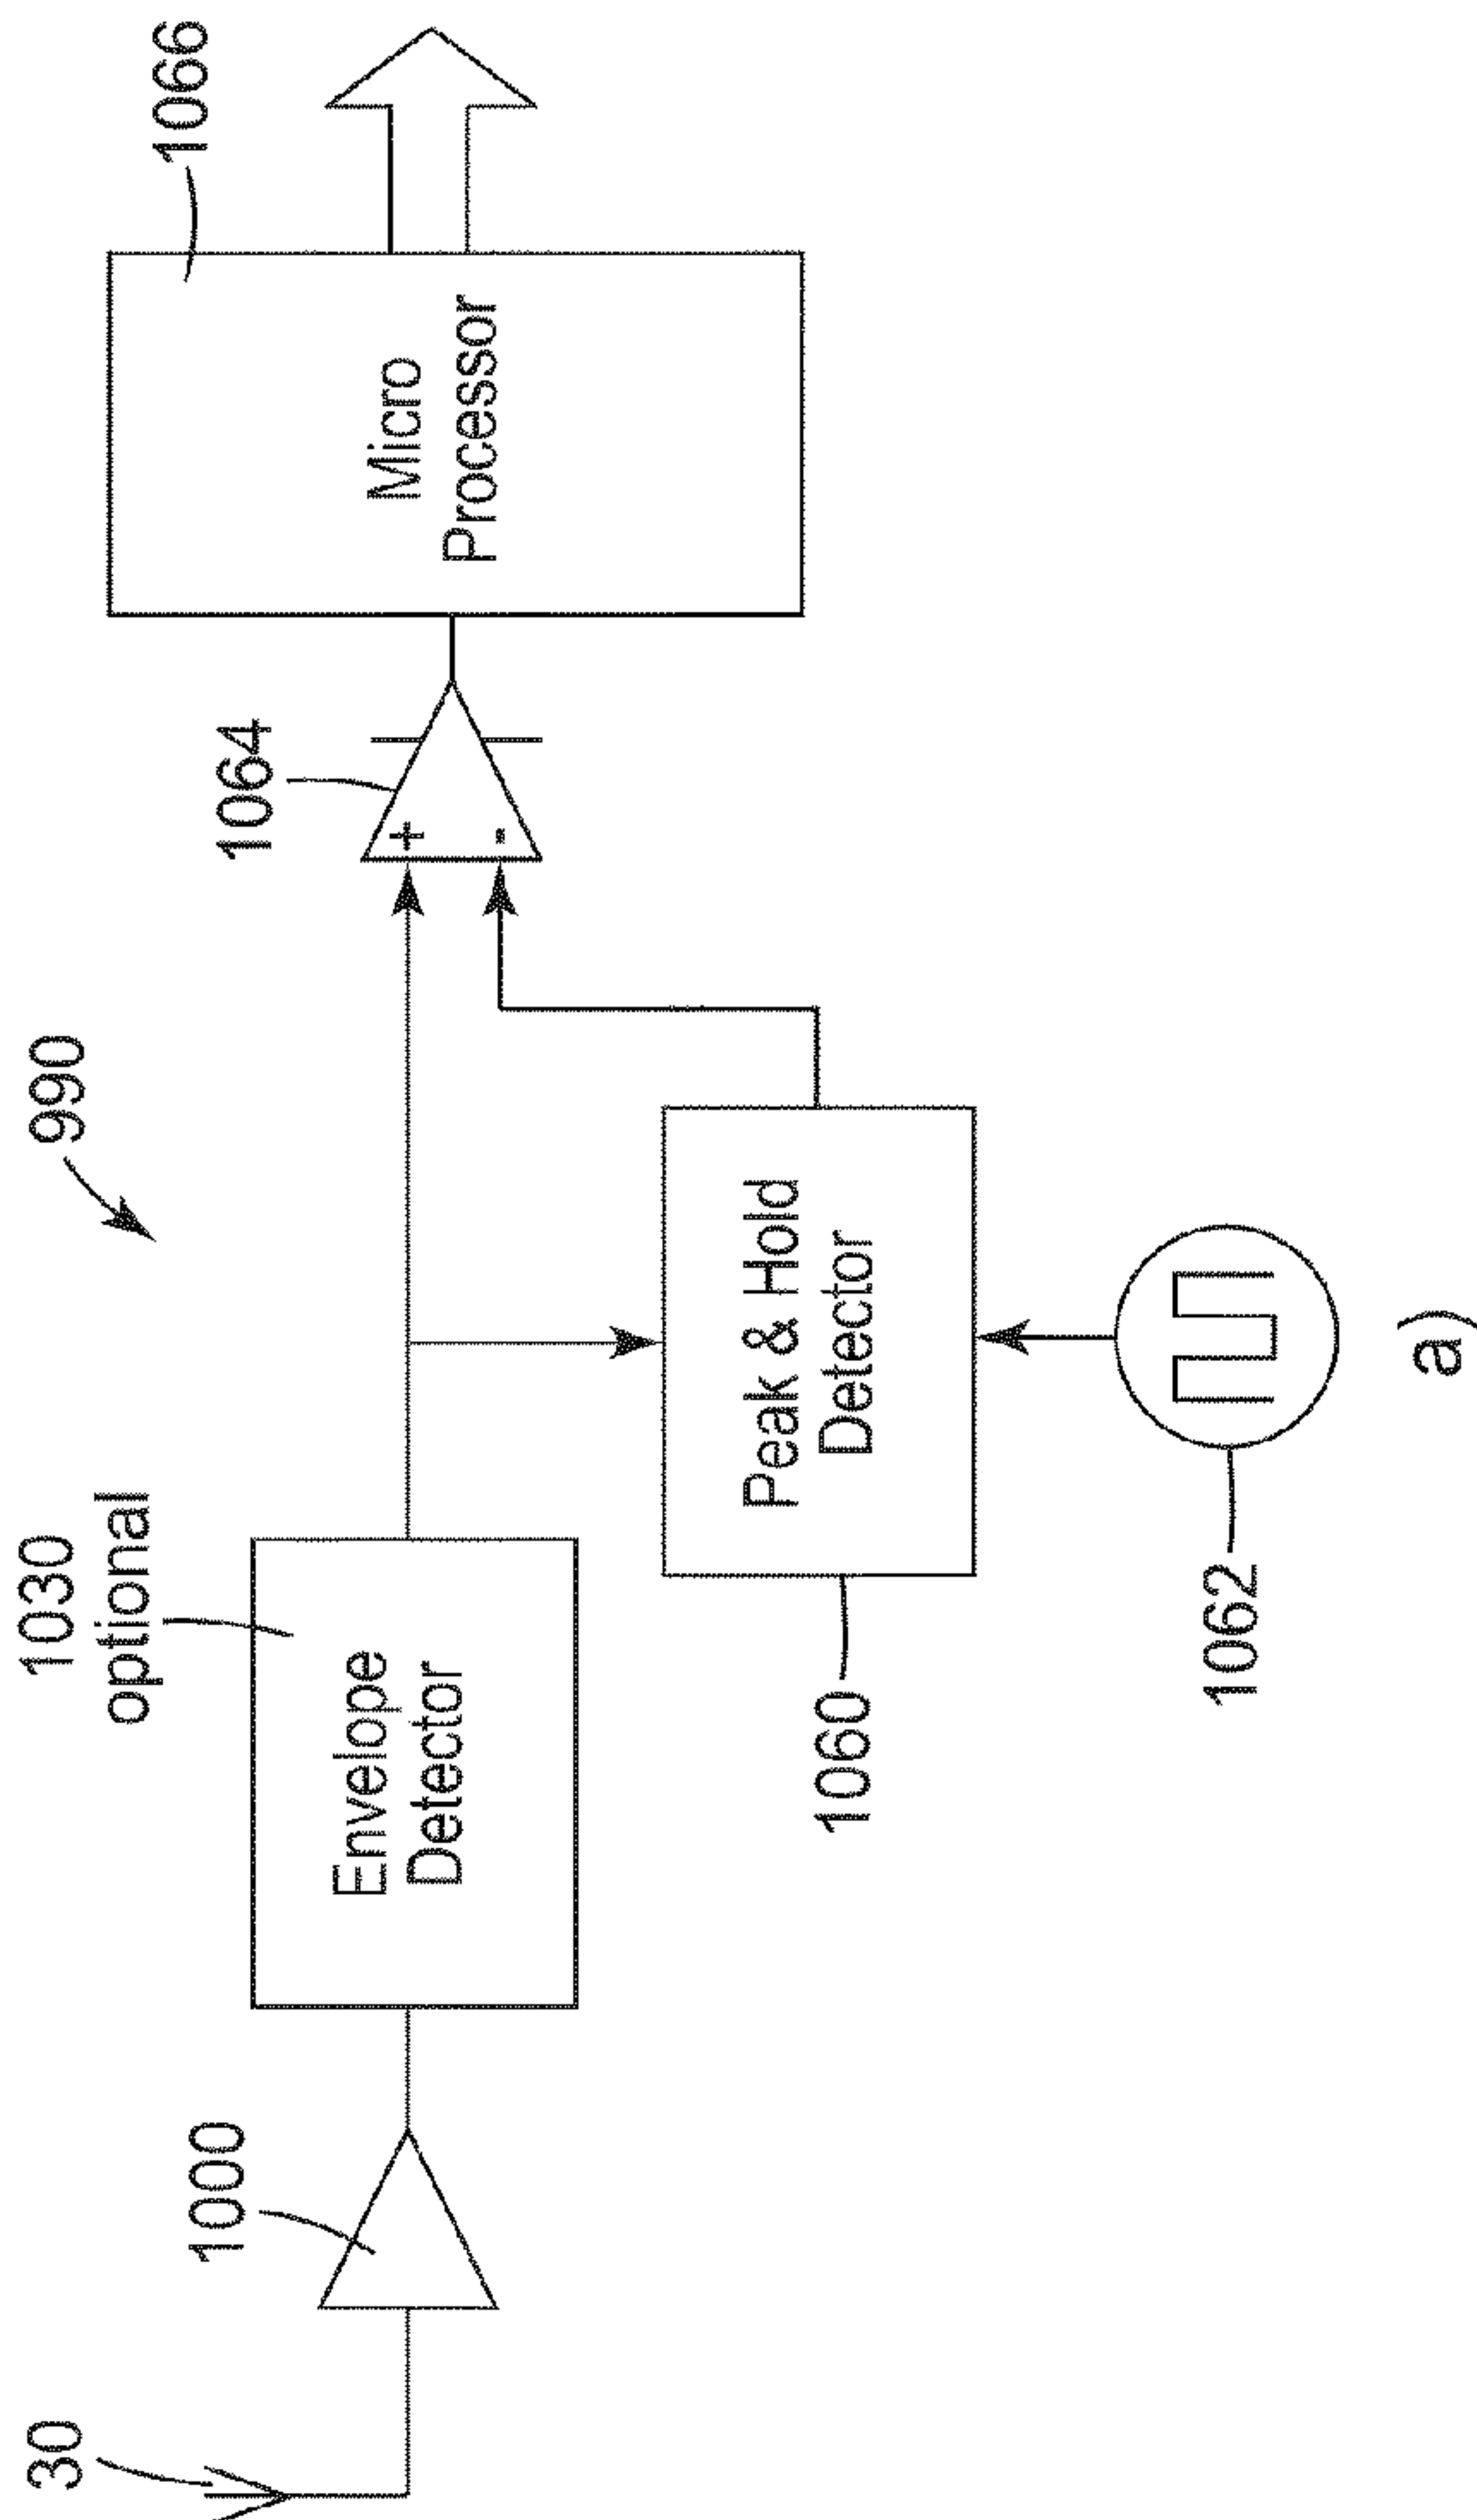 990
30
1000
1030
optional
Envelope
Detector
1060
Peak & Hold
Detector
1062
1064
+
-
Micro
Processor
1066
a)